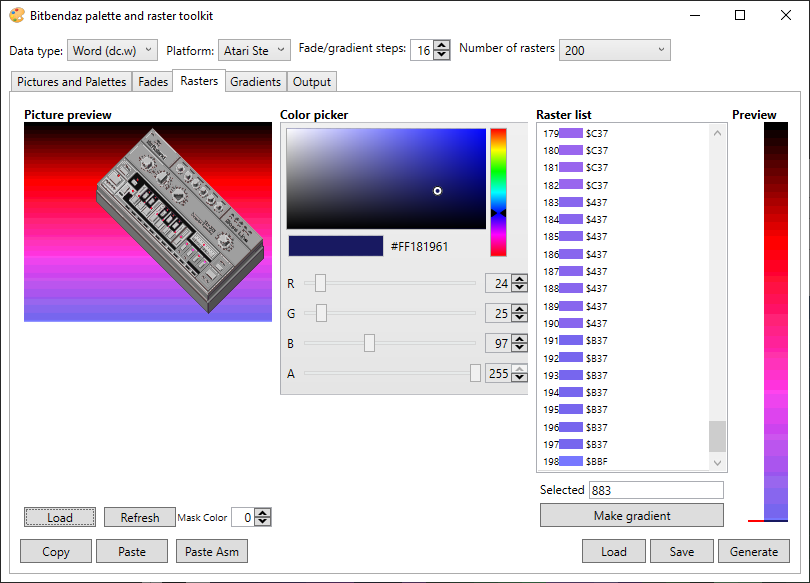 Bitbendaz palette and raster toolkit
Data type: Word (dc.w) Platform: Atari Ste Fade/gradient steps: 16 Number of rasters 200
Pictures and Palettes Fades Rasters Gradients Output
Picture preview Color picker Raster list Preview
179 $C37
180 $C37
181 $C37
182 $C37
183 $437
184 $437
185 $437
186 $437
187 $437
188 $437
189 $437
190 $437
191 $B37
192 $B37
193 $B37
194 $B37
195 $B37
196 $B37
197 $B37
198 $BBF
#FF181961
R 24
G 25
B 97
A 255
Selected 883
Load Refresh Mask Color 0 Make gradient
Copy Paste Paste Asm Load Save Generate